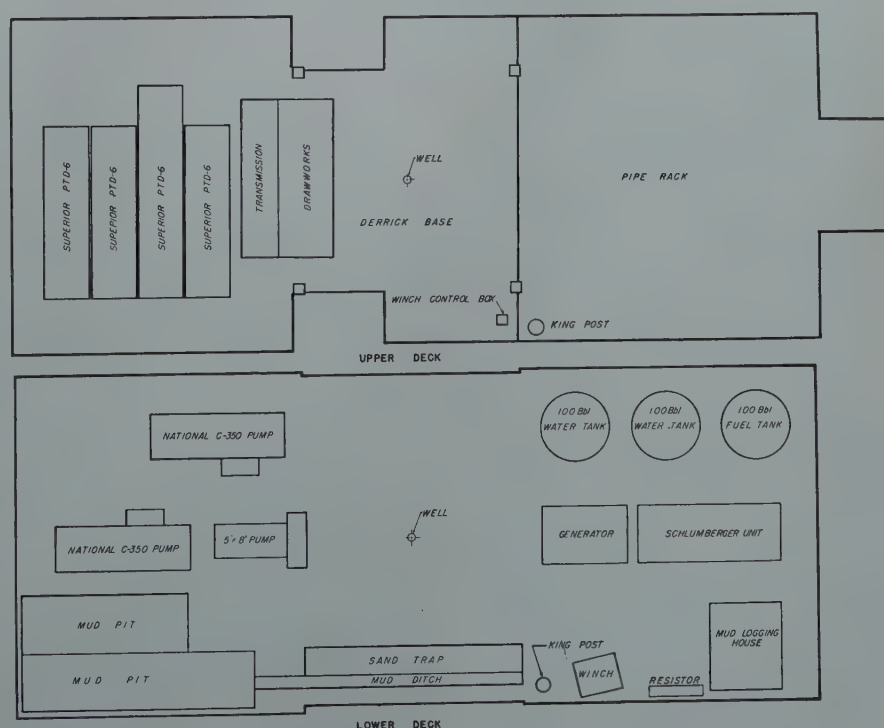 SUPERIOR PTD-6
SUPEPIOR PTD-6
SUPERIOR PTD-6
SUPERIOR PTD-6
TRANSMISSION
DRAWWORKS
WELL
DERRICK BASE
PIPE RACK
WINCH CONTROL BOX
KING POST
UPPER DECK
NATIONAL C-350 PUMP
100 Bbl
WATER TANK
100 Bbl
WATER TANK
100 Bbl
FUEL TANK
NATIONAL C-350 PUMP
5" 8" PUMP
WELL
GENERATOR
SCHLUMBERGER UNIT
MUD PIT
MUD PIT
SAND TRAP
MUD DITCH
KING POST
WINCH
RESISTOR
MUD LOGGING
HOUSE
LOWER DECK